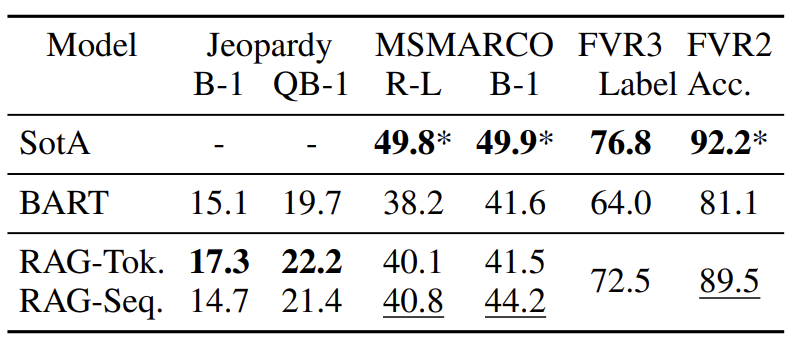 Model Jeopardy MSMARCO FVR3 FVR2
B-1 QB-1 R-L B-1 Label Acc.
SotA - - 49.8* 49.9* 76.8 92.2*
BART 15.1 19.7 38.2 41.6 64.0 81.1
RAG-Tok. 17.3 22.2 40.1 41.5
72.5 89.5
RAG-Seq. 14.7 21.4 40.8 44.2